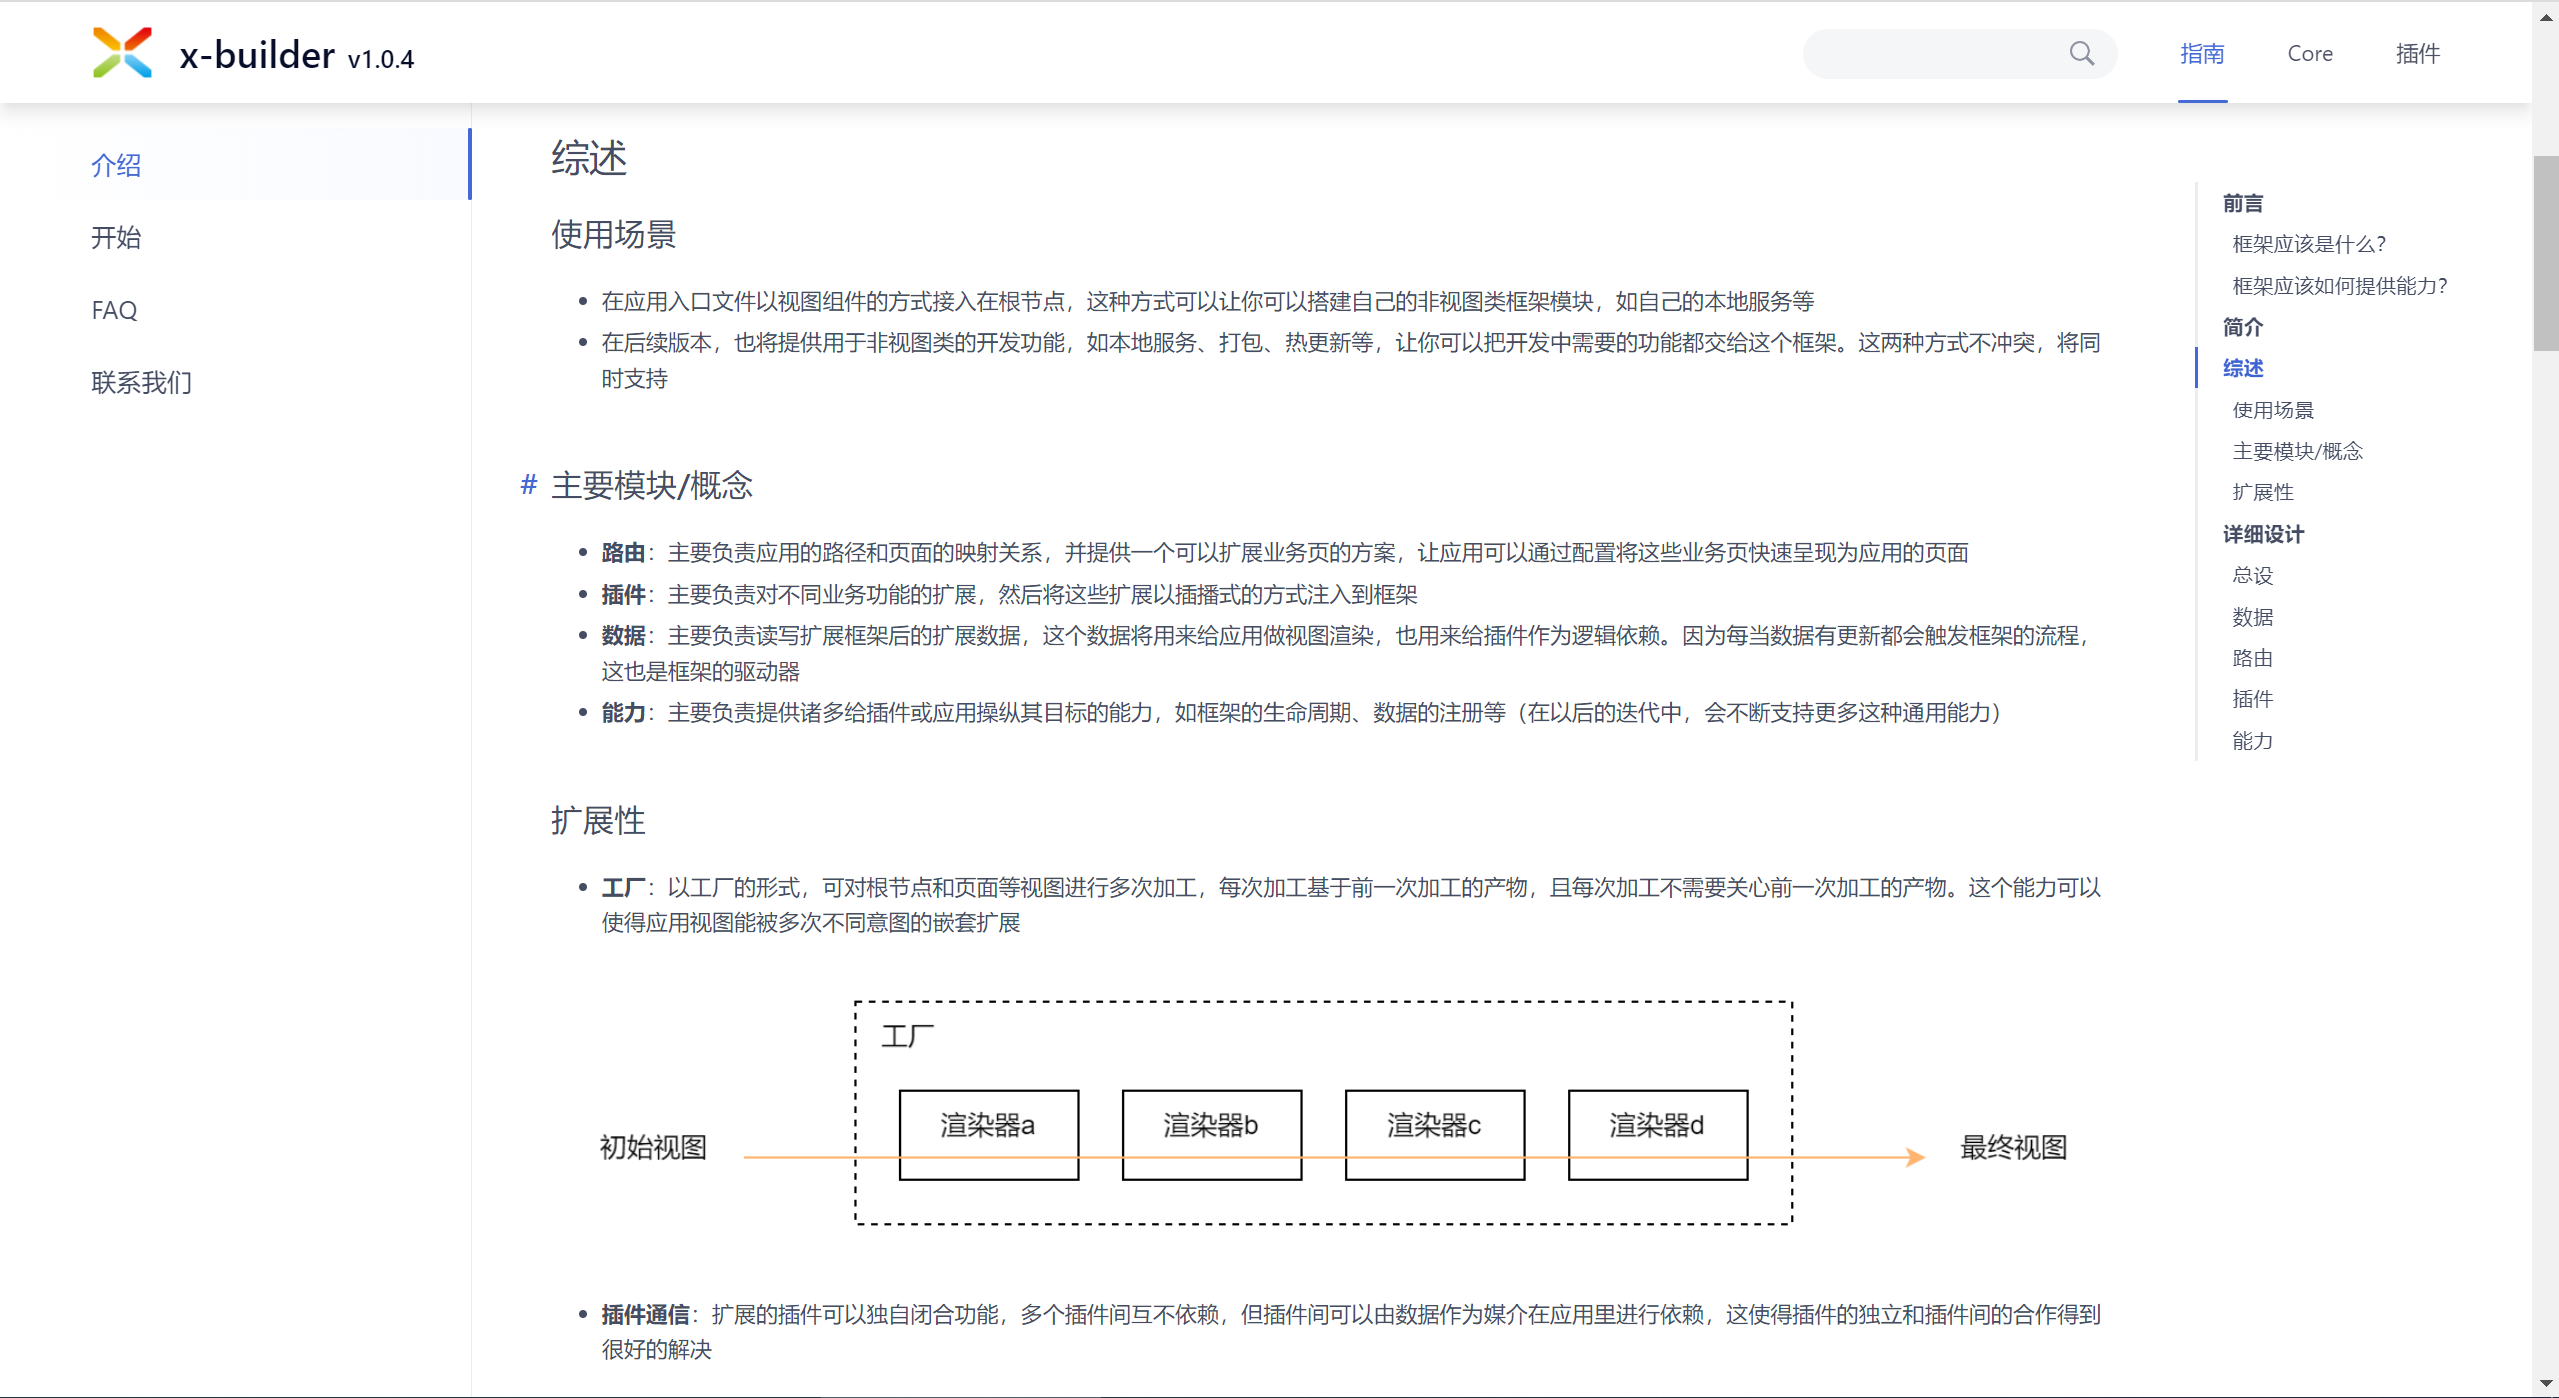 x-builder v1.0.4
指南
Core
插件
介绍
开始
FAQ
联系我们
综述
使用场景
在应用入口文件以视图组件的方式接入在根节点，这种方式可以让你可以搭建自己的非视图类框架模块，如自己的本地服务等
在后续版本，也将提供用于非视图类的开发功能，如本地服务、打包、热更新等，让你可以把开发中需要的功能都交给这个框架。这两种方式不冲突，将同
时支持
# 主要模块/概念
路由：主要负责应用的路径和页面的映射关系，并提供一个可以扩展业务页的方案，让应用可以通过配置将这些业务页快速呈现为应用的页面
插件：主要负责对不同业务功能的扩展，然后将这些扩展以插播式的方式注入到框架
数据：主要负责读写扩展框架后的扩展数据，这个数据将用来给应用做视图渲染，也用来给插件作为逻辑依赖。因为每当数据有更新都会触发框架的流程，
这也是框架的驱动器
能力：主要负责提供诸多给插件或应用操纵其目标的能力，如框架的生命周期、数据的注册等（在以后的迭代中，会不断支持更多这种通用能力）
扩展性
工厂：以工厂的形式，可对根节点和页面等视图进行多次加工，每次加工基于前一次加工的产物，且每次加工不需要关心前一次加工的产物。这个能力可以
使得应用视图能被多次不同意图的嵌套扩展
工厂
渲染器a
渲染器b
渲染器c
渲染器d
初始视图
最终视图
插件通信：扩展的插件可以独自闭合功能，多个插件间互不依赖，但插件间可以由数据作为媒介在应用里进行依赖，这使得插件的独立和插件间的合作得到
很好的解决
前言
框架应该是什么？
框架应该如何提供能力？
简介
综述
使用场景
主要模块/概念
扩展性
详细设计
总设
数据
路由
插件
能力